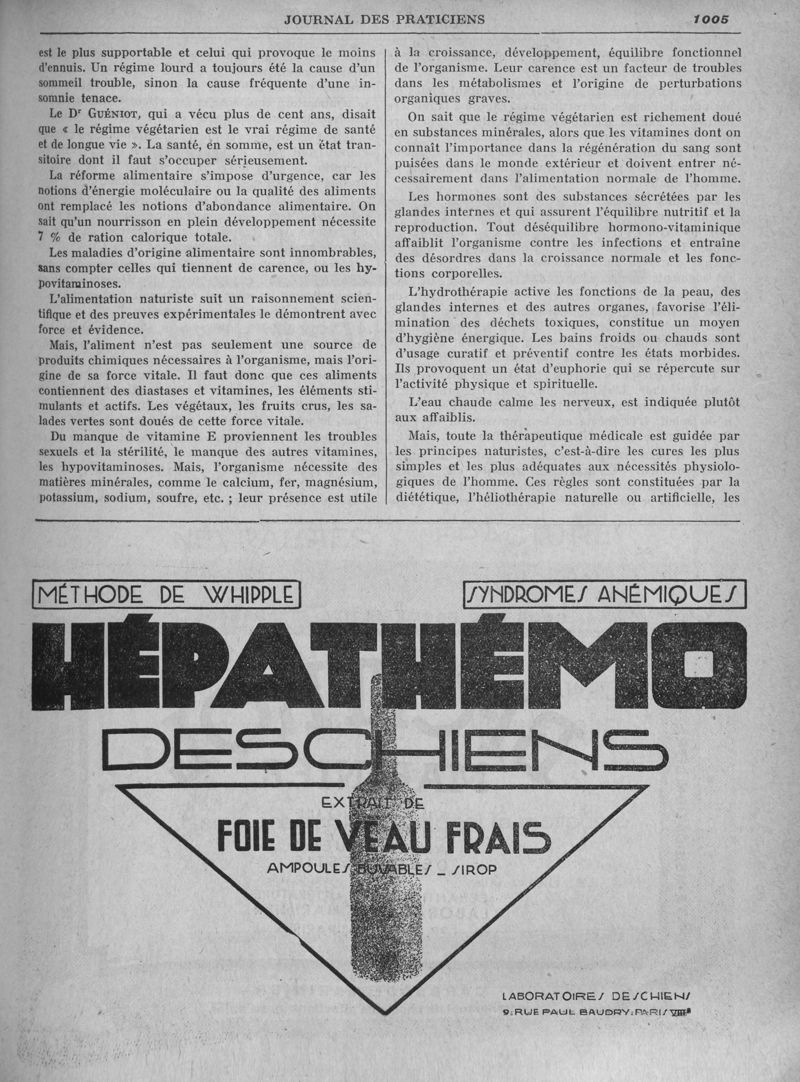 JOURNAL DES PRATICIENS 1005
est le plus supportable et celui qui provoque le moins
d'ennuis. Un régime lourd a toujours été la cause d'un
sommeil trouble, sinon la cause fréquente d'une in-
somnie tenace.
Le Dr GUÉNIOT, qui a vécu plus de cent ans, disait
que « le régime végétarien est le vrai régime de santé
et de longue vie ». La santé, en somme, est un état tran-
sitoire dont il faut s'occuper sérieusement.
La réforme alimentaire s'impose d'urgence, car les
notions d'énergie moléculaire ou la qualité des aliments
ont remplacé les notions d'abondance alimentaire. On
sait qu'un nourrisson en plein développement nécessite
7 % de ration calorique totale.
Les maladies d'origine alimentaire sont innombrables,
sans compter celles qui tiennent de carence, ou les hy-
povitaminoses.
L'alimentation naturiste suit un raisonnement scien-
tifique et des preuves expérimentales le démontrent avec
force et évidence.
Mais, l'aliment n'est pas seulement une source de
produits chimiques nécessaires à l'organisme, mais l'ori-
gine de sa force vitale. Il faut donc que ces aliments
contiennent des diastases et vitamines, les éléments sti-
mulants et actifs. Les végétaux, les fruits crus, les sa-
lades vertes sont doués de cette force vitale.
Du manque de vitamine E proviennent les troubles
sexuels et la stérilité, le manque des autres vitamines,
les hypovitaminoses. Mais, l'organisme nécessite des
matières minérales, comme le calcium, fer, magnésium,
potassium, sodium, soufre, etc. ; leur présence est utile
à la croissance, développement, équilibre fonctionnel
de l'organisme. Leur carence est un facteur de troubles
dans les métabolismes et l'origine de perturbations
organiques graves.
On sait que le régime végétarien est richement doué
en substances minérales, alors que les vitamines dont on
connaît l'importance dans la régénération du sang sont
puisées dans le monde extérieur et doivent entrer né-
cessairement dans l'alimentation normale de l'homme.
Les hormones sont des substances sécrétées par les
glandes internes et qui assurent l'équilibre nutritif et la
reproduction. Tout déséquilibre hormono-vitaminique
affaiblit l'organisme contre les infections et entraîne
des désordres dans la croissance normale et les fonc-
tions corporelles.
L'hydrothérapie active les fonctions de la peau, des
glandes internes et des autres organes, favorise l'éli-
mination des déchets toxiques, constitue un moyen
d'hygiène énergique. Les bains froids ou chauds sont
d'usage curatif et préventif contre les états morbides.
Ils provoquent un état d'euphorie qui se répercute sur
l'activité physique et spirituelle.
L'eau chaude calme les nerveux, est indiquée plutôt
aux affaiblis.
Mais, toute la thérapeutique médicale est guidée par
les principes naturistes, c'est-à-dire les cures les plus
simples et les plus adéquates aux nécessités physiolo-
giques de l'homme. Ces règles sont constituées par la
diététique, l'héliothérapie naturelle ou artificielle, les
MÉTHODE DE WHIPPLE SYNDROMES ANÉMIQUES
HÉPATHÉMO
DESCHIENS
EXTRAIT DE
FOIE DE VEAU FRAIS
AMPOULES BUVABLES _ SIROP
LABORATOIRES DESCHIENS
9, RUE PAUL BAUDRY, PARIS VIIIe